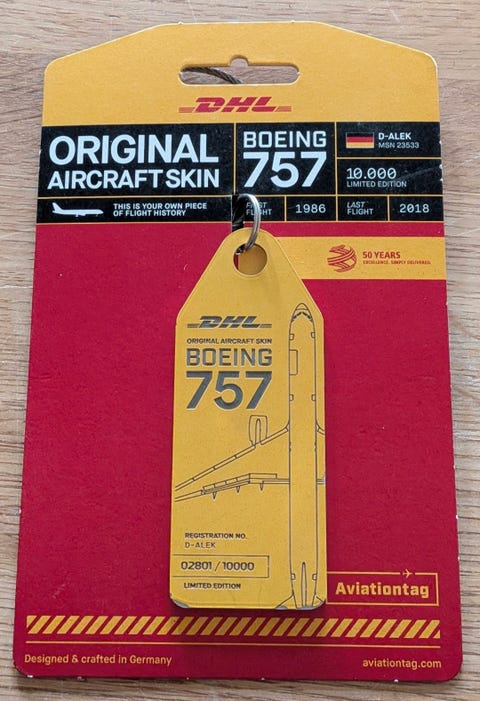 DHL
ORIGINAL
AIRCRAFT SKIN
THIS IS YOUR OWN PIECE
OF FLIGHT HISTORY
BOEING
757
D-ALEK
MSN 23533
10.000
LIMITED EDITION
FIRST
FLIGHT
1986
LAST
FLIGHT
2018
50 YEARS
EXCELLENCE. SIMPLY DELIVERED.
DHL
ORIGINAL AIRCRAFT SKIN
BOEING
757
REGISTRATION NO.
D-ALEK
02801 / 10000
LIMITED EDITION
Aviationtag
Designed & crafted in Germany
aviationtag.com